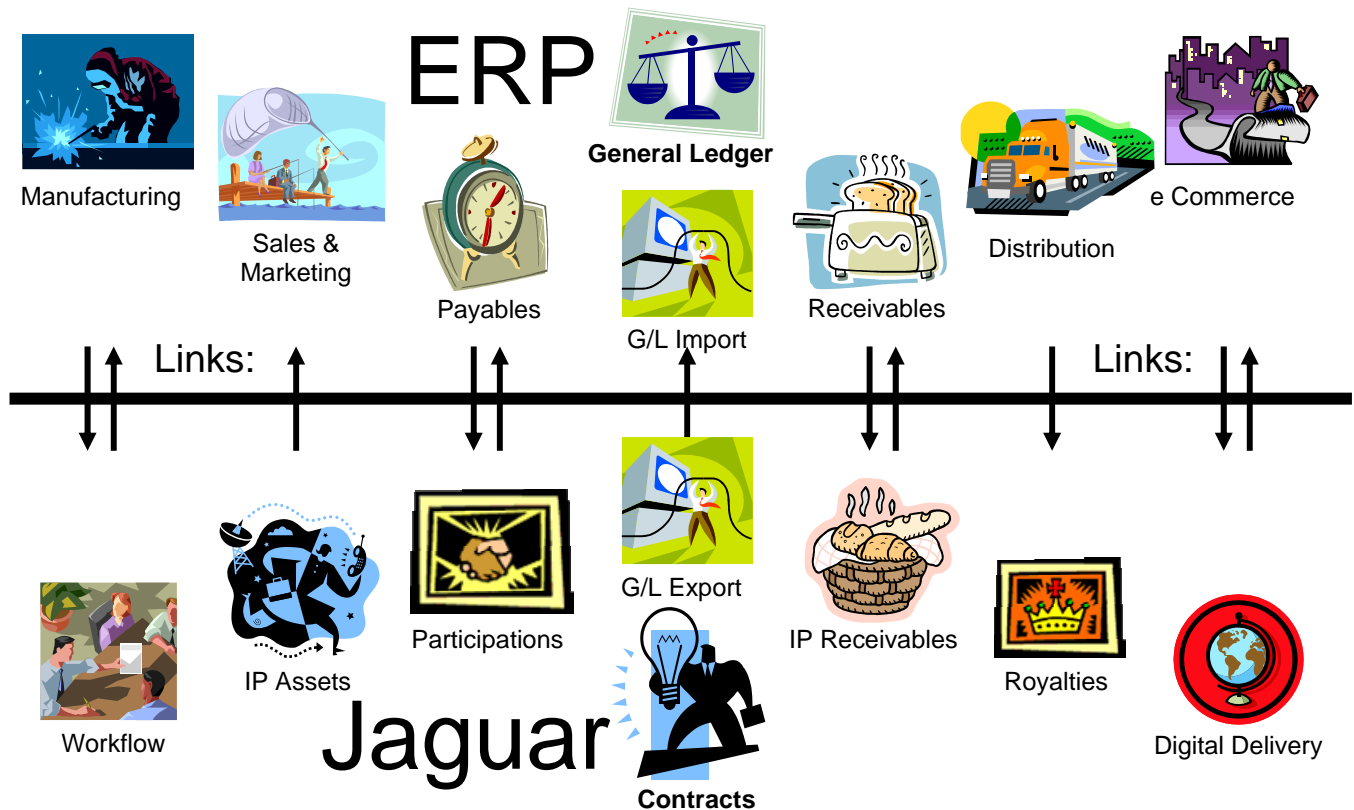 ERP
General Ledger
Manufacturing
Sales &
Marketing
Payables
G/L Import
Receivables
Distribution
e Commerce
Links:
Links:
Workflow
IP Assets
Participations
G/L Export
IP Receivables
Royalties
Digital Delivery
Jaguar
Contracts